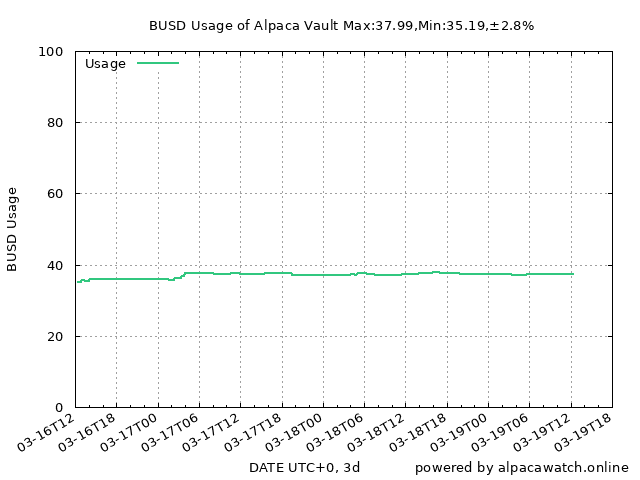 BUSD Usage of Alpaca Vault Max:37.99,Min:35.19,±2.8%
Usage
BUSD Usage
100
80
60
40
20
0
03-16T12
03-16T18
03-17T00
03-17T06
03-17T12
03-17T18
03-18T00
03-18T06
03-18T12
03-18T18
03-19T00
03-19T06
03-19T12
03-19T18
DATE UTC+0, 3d
powered by alpacawatch.online